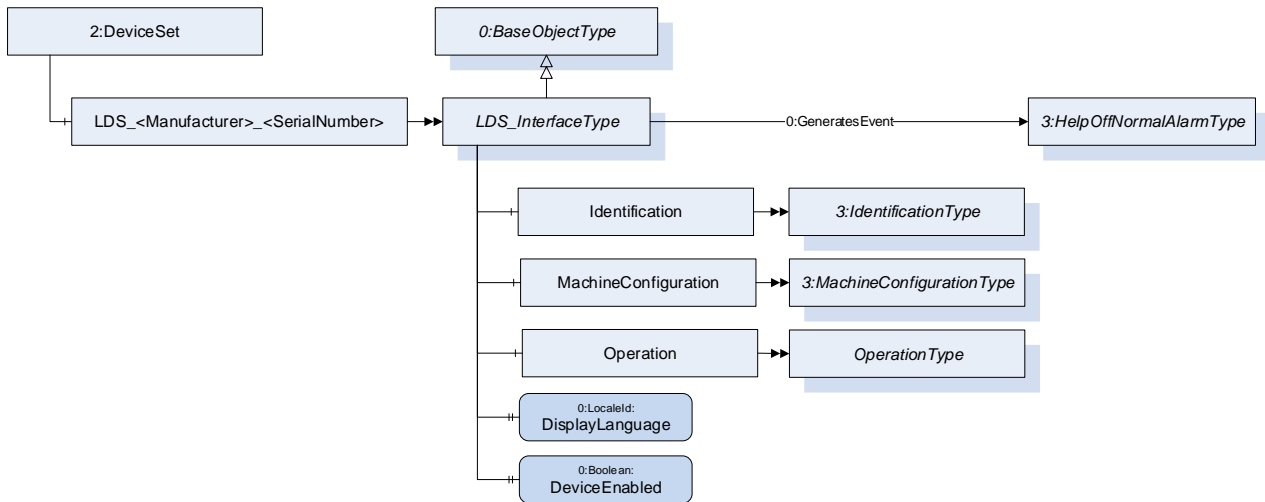 2:DeviceSet
0:BaseObjectType
LDS_<Manufacturer>_<SerialNumber>
LDS_InterfaceType
0:GeneratesEvent
3:HelpOffNormalAlarmType
Identification
3:IdentificationType
MachineConfiguration
3:MachineConfigurationType
Operation
OperationType
0:LocaleId:
DisplayLanguage
0:Boolean:
DeviceEnabled